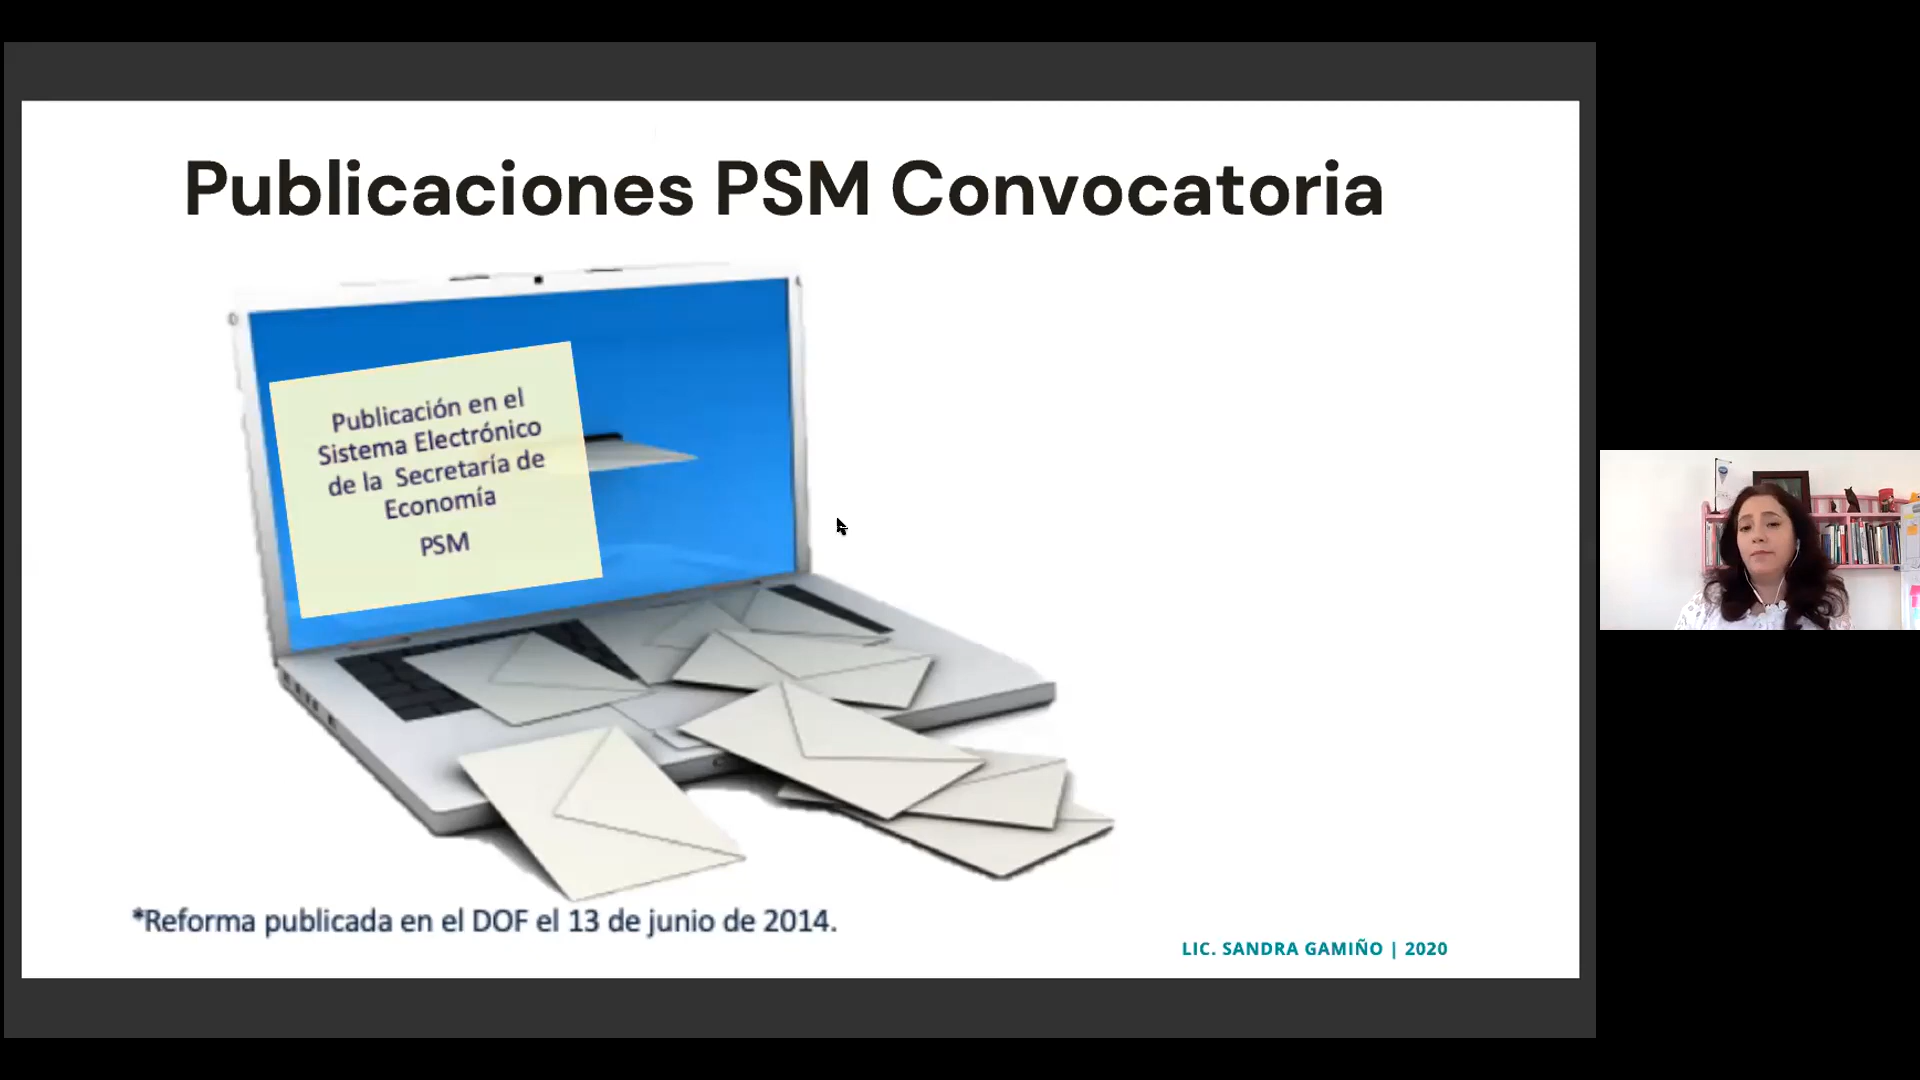 Publicaciones PSM Convocatoria
Publicación en el
Sistema Electrónico
de la Secretaría de
Economía
PSM
*Reforma publicada en el DOF el 13 de junio de 2014.
LIC. SANDRA GAMIÑO | 2020